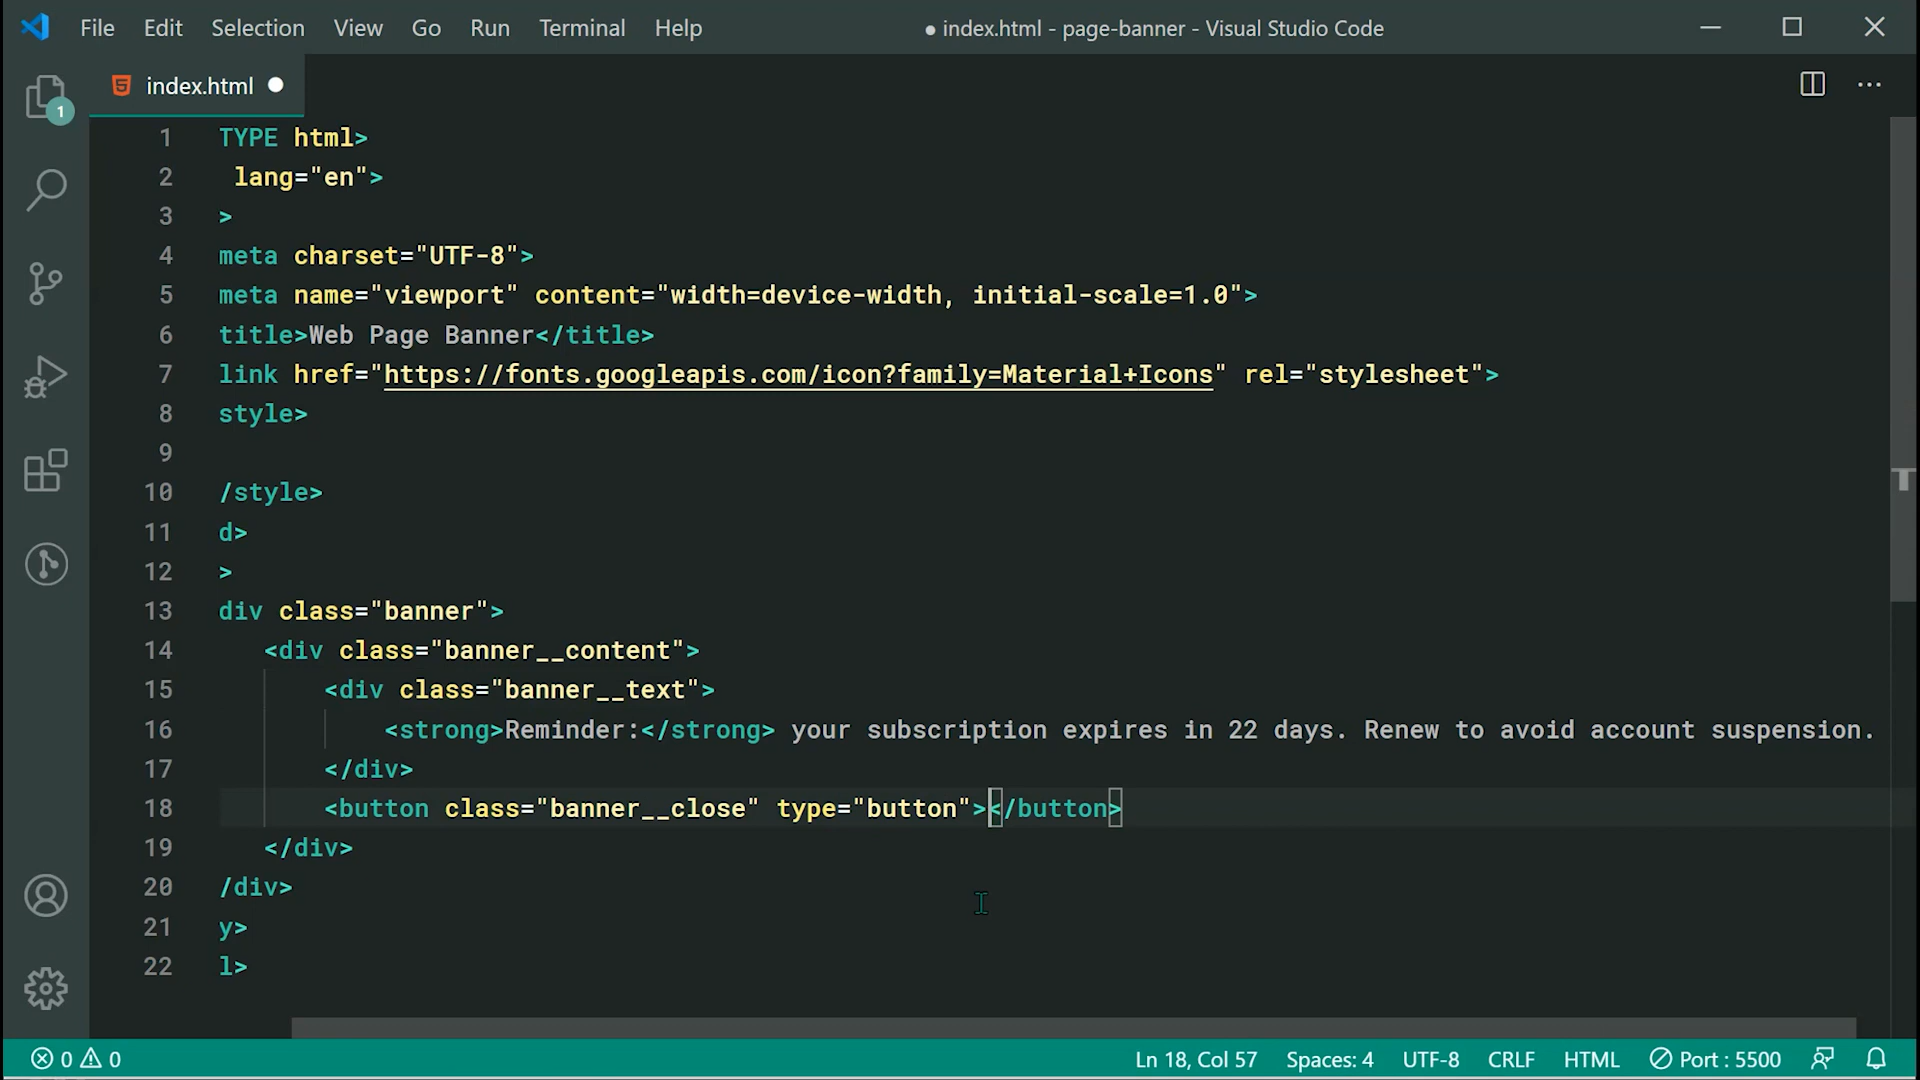 File Edit Selection View Go Run Terminal Help ● index.html - page-banner - Visual Studio Code
index.html
1
1 TYPE html>
2 lang="en">
3 >
4 meta charset="UTF-8">
5 meta name="viewport" content="width=device-width, initial-scale=1.0">
6 title>Web Page Banner</title>
7 link href="https://fonts.googleapis.com/icon?family=Material+Icons" rel="stylesheet">
8 style>
9
10 /style>
11 d>
12 >
13 div class="banner">
14 <div class="banner__content">
15 <div class="banner__text">
16 <strong>Reminder:</strong> your subscription expires in 22 days. Renew to avoid account suspension.
17 </div>
18 <button class="banner__close" type="button"></button>
19 </div>
20 /div>
21 y>
22 l>
0 0 Ln 18, Col 57 Spaces: 4 UTF-8 CRLF HTML Port : 5500